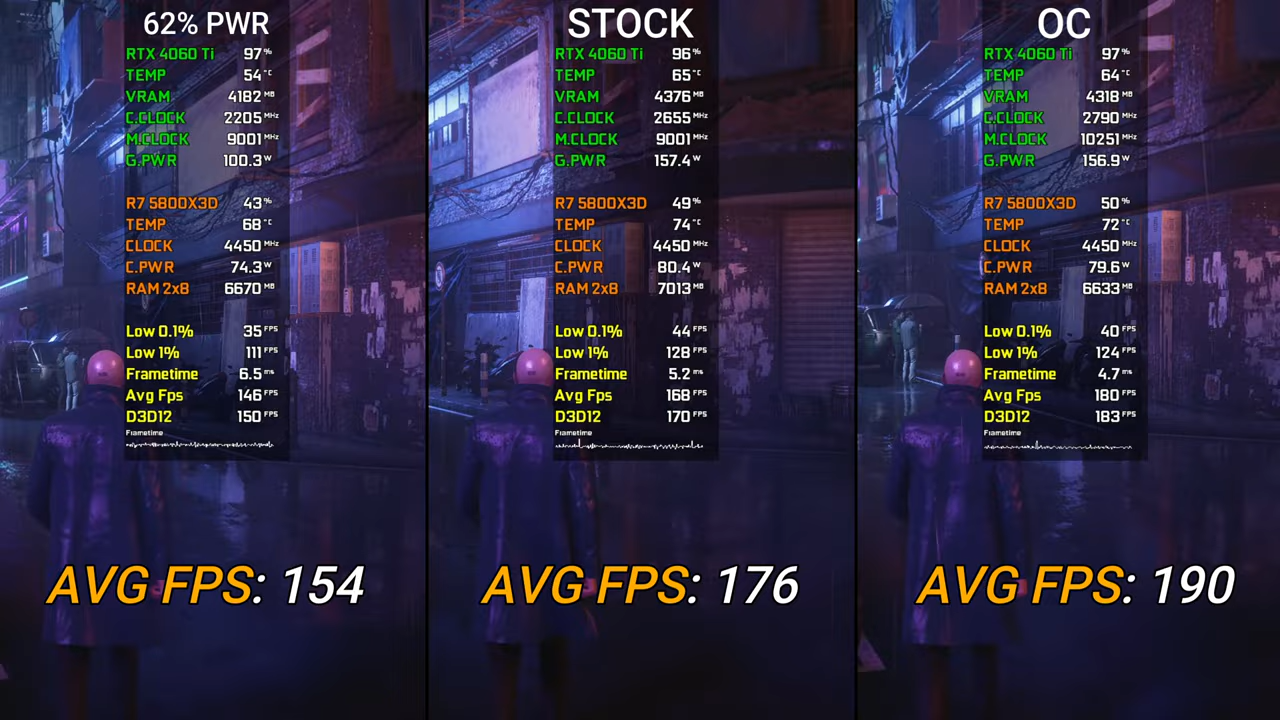 62% PWR
RTX 4060 Ti 97%
TEMP 54°C
VRAM 4182 MB
C.CLOCK 2205 MHz
M.CLOCK 9001 MHz
G.PWR 100.3 W
R7 5800X3D 43%
TEMP 68°C
CLOCK 4450 MHz
C.PWR 74.3 W
RAM 2x8 6670 MB
Low 0.1% 35 FPS
Low 1% 111 FPS
Frametime 6.5 ms
Avg Fps 146 FPS
D3D12 150 FPS
Frametime
AVG FPS: 154
STOCK
RTX 4060 Ti 96%
TEMP 65°C
VRAM 4376 MB
C.CLOCK 2655 MHz
M.CLOCK 9001 MHz
G.PWR 157.4 W
R7 5800X3D 49%
TEMP 74°C
CLOCK 4450 MHz
C.PWR 80.4 W
RAM 2x8 7013 MB
Low 0.1% 44 FPS
Low 1% 128 FPS
Frametime 5.2 ms
Avg Fps 168 FPS
D3D12 170 FPS
Frametime
AVG FPS: 176
OC
RTX 4060 Ti 97%
TEMP 64°C
VRAM 4318 MB
C.CLOCK 2790 MHz
M.CLOCK 10251 MHz
G.PWR 156.9 W
R7 5800X3D 50%
TEMP 72°C
CLOCK 4450 MHz
C.PWR 79.6 W
RAM 2x8 6633 MB
Low 0.1% 40 FPS
Low 1% 124 FPS
Frametime 4.7 ms
Avg Fps 180 FPS
D3D12 183 FPS
Frametime
AVG FPS: 190